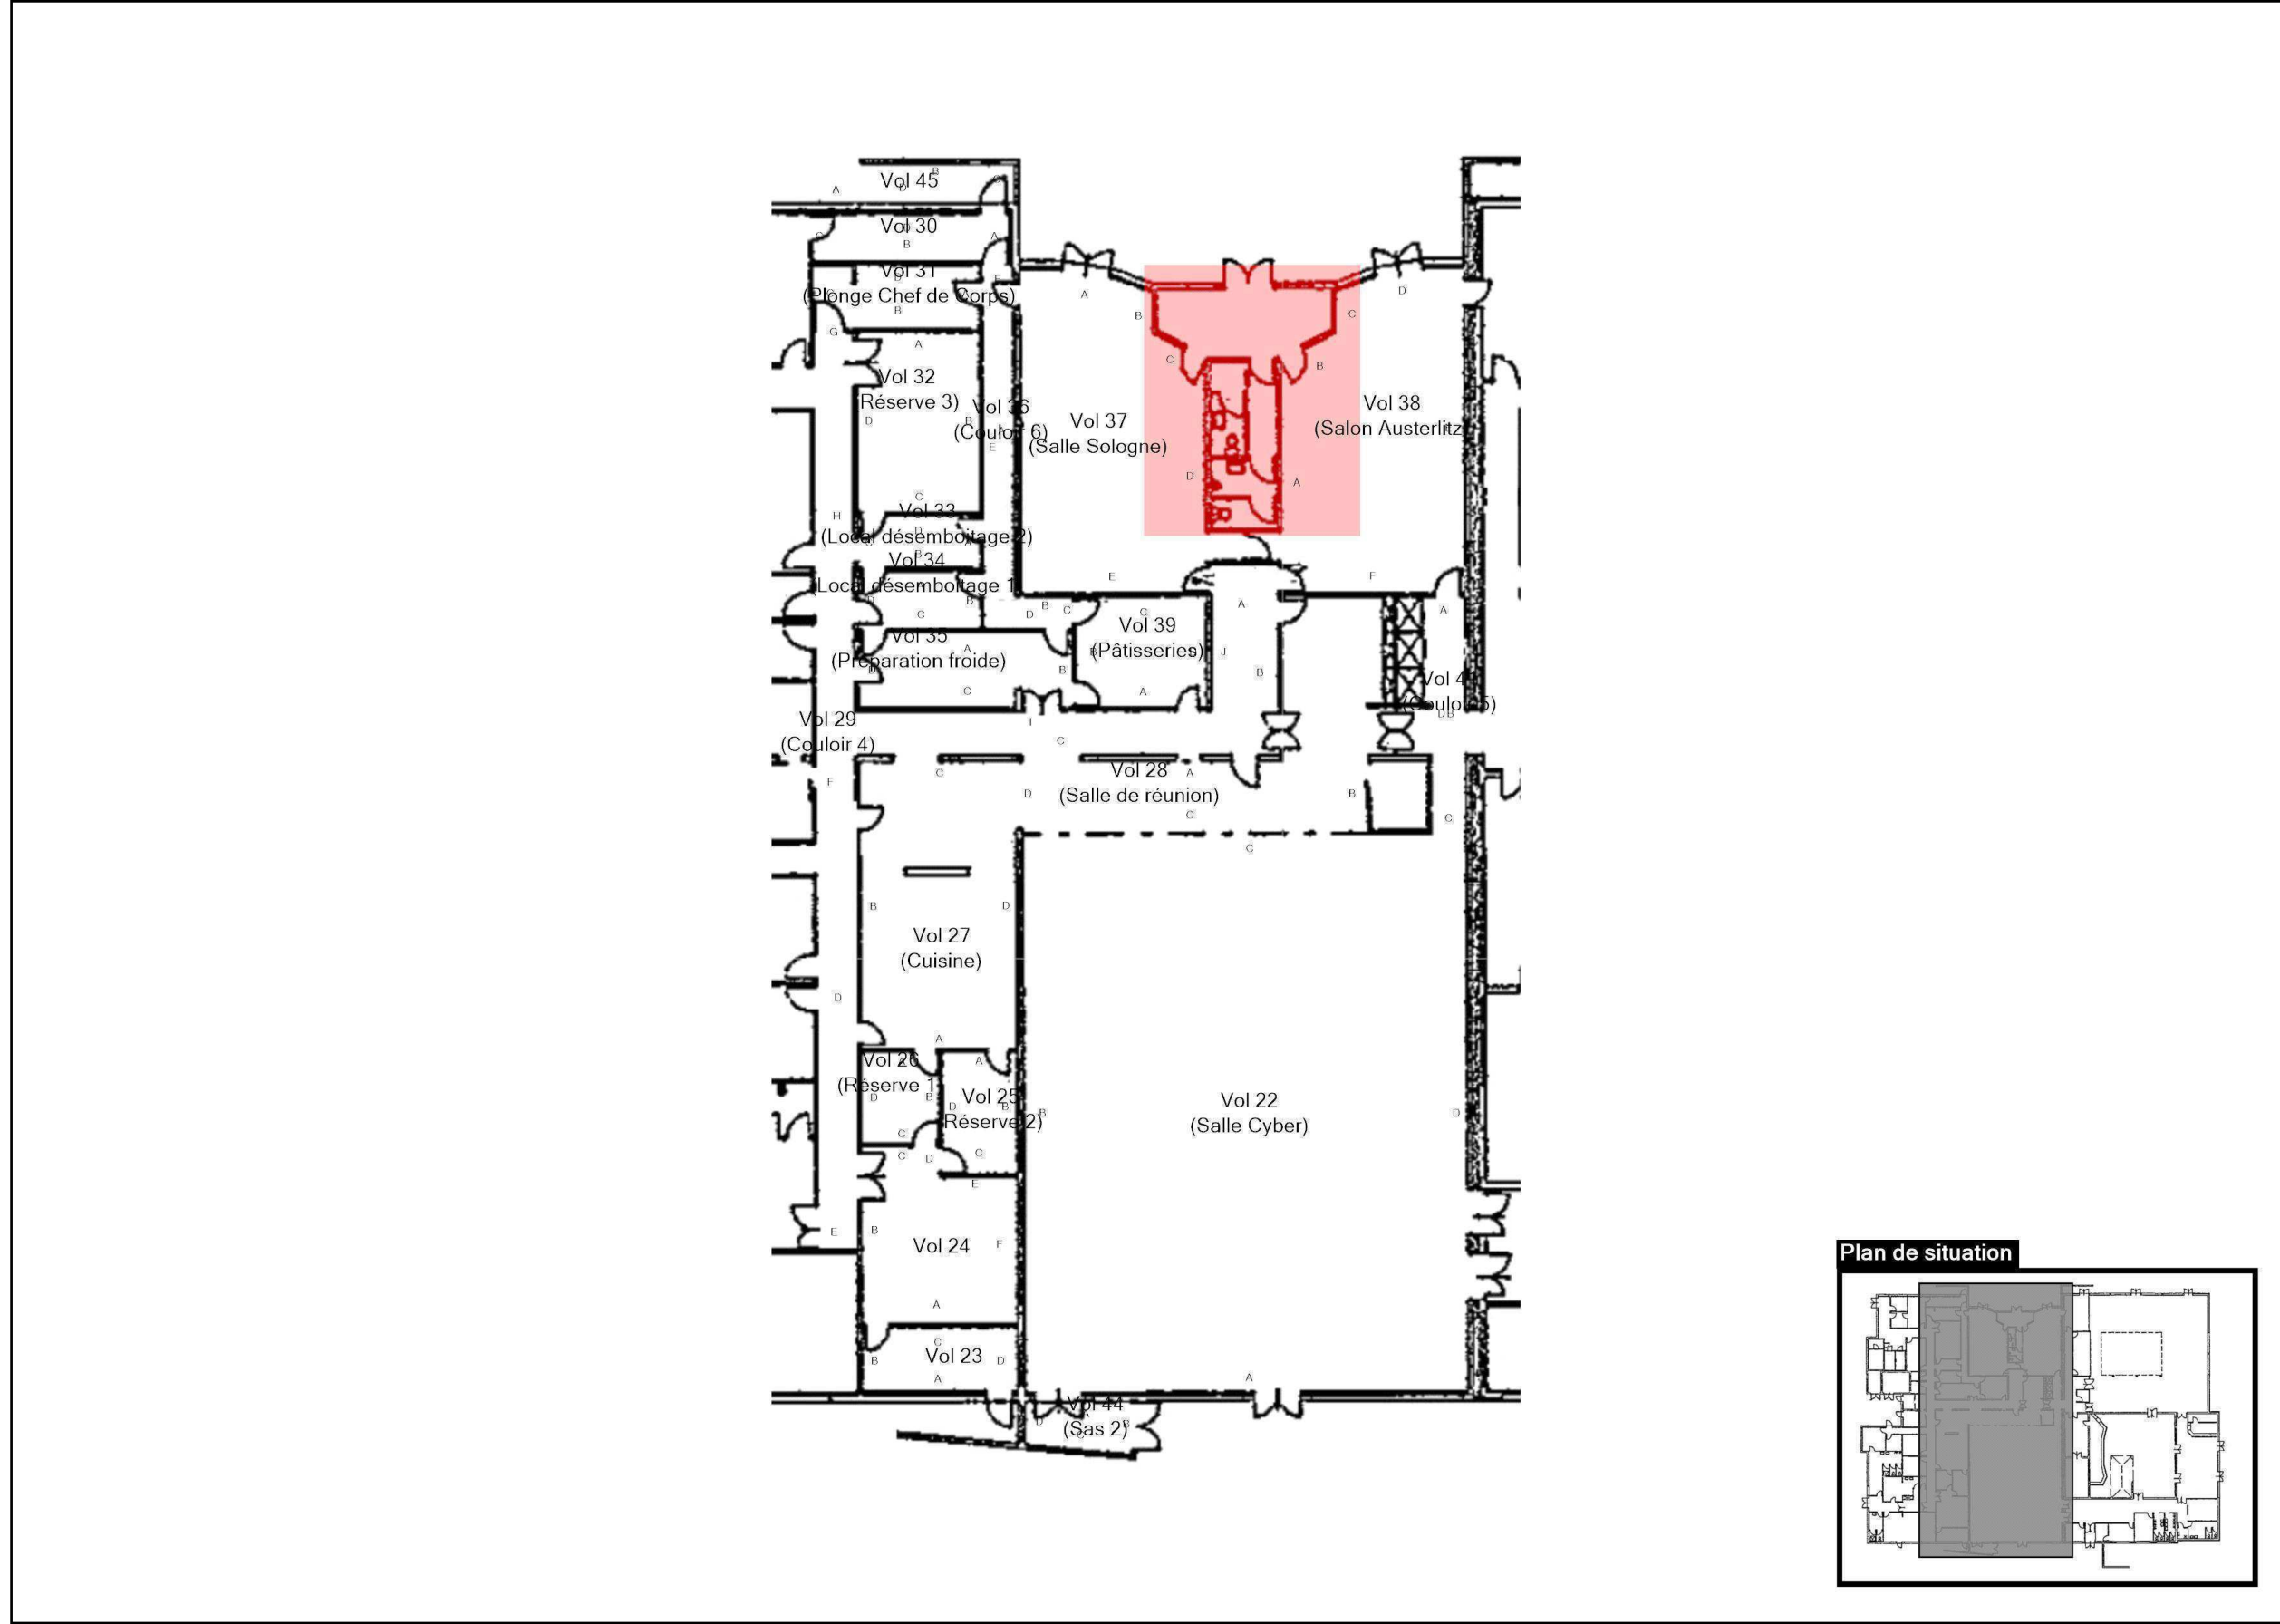 Vol 45
Vol 30
Vol 31
(Plonge Chef de Corps)
Vol 32
(Réserve 3)
Vol 36
(Couloir 6)
Vol 37
(Salle Sologne)
Vol 38
(Salon Austerlitz)
Vol 33
(Local désemboitage 2)
Vol 34
(Local désemboitage 1)
Vol 35
(Préparation froide)
Vol 39
(Pâtisseries)
Vol 4
(Couloir 5)
Vol 29
(Couloir 4)
Vol 28
(Salle de réunion)
Vol 27
(Cuisine)
Vol 26
(Réserve 1)
Vol 25
(Réserve 2)
Vol 22
(Salle Cyber)
Vol 24
Vol 23
Vol 44
(Sas 2)
Plan de situation